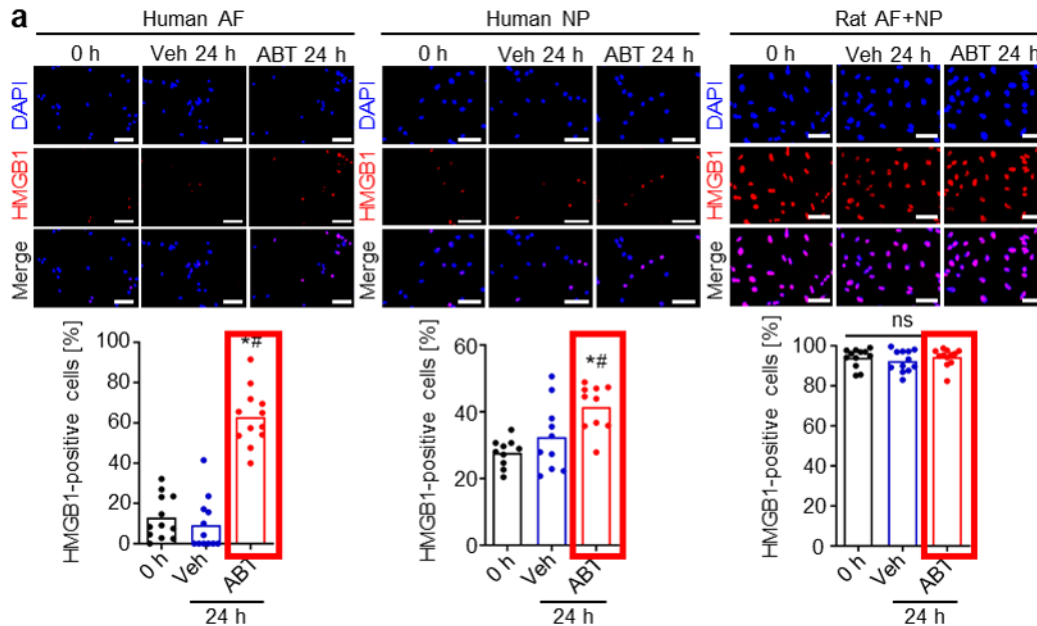 a
Human AF
Human NP
Rat AF+NP
0 h
Veh 24 h
ABT 24 h
0 h
Veh 24 h
ABT 24 h
0 h
Veh 24 h
ABT 24 h
DAPI
DAPI
DAPI
HMGB1
HMGB1
HMGB1
Merge
Merge
Merge
HMGB1-positive cells [%]
100
80
60
40
20
0
*#
0 h
Veh
ABT
24 h
HMGB1-positive cells [%]
60
40
20
0
*#
0 h
Veh
ABT
24 h
HMGB1-positive cells [%]
100
80
60
40
20
0
ns
0 h
Veh
ABT
24 h